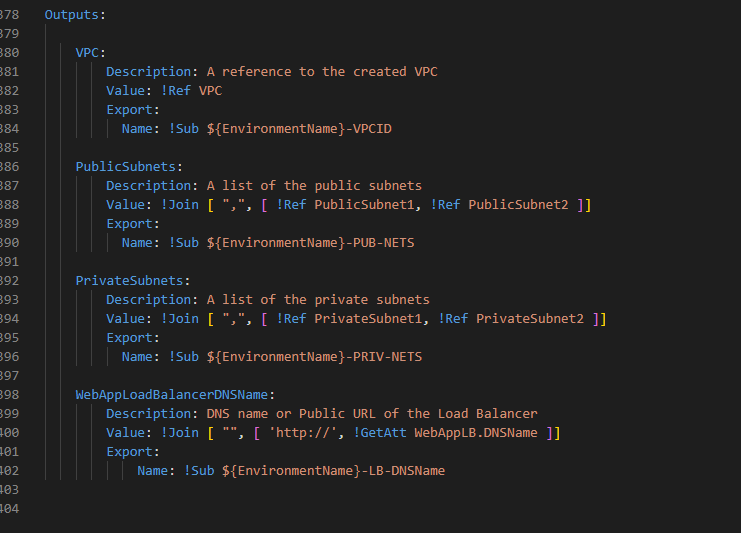 378 Outputs:
379
380     VPC:
381         Description: A reference to the created VPC
382         Value: !Ref VPC
383         Export:
384           Name: !Sub ${EnvironmentName}-VPCID
385
386     PublicSubnets:
387         Description: A list of the public subnets
388         Value: !Join [ ",", [ !Ref PublicSubnet1, !Ref PublicSubnet2 ]]
389         Export:
390           Name: !Sub ${EnvironmentName}-PUB-NETS
391
392     PrivateSubnets:
393         Description: A list of the private subnets
394         Value: !Join [ ",", [ !Ref PrivateSubnet1, !Ref PrivateSubnet2 ]]
395         Export:
396           Name: !Sub ${EnvironmentName}-PRIV-NETS
397
398     WebAppLoadBalancerDNSName:
399         Description: DNS name or Public URL of the Load Balancer
400         Value: !Join [ "", [ 'http://', !GetAtt WebAppLB.DNSName ]]
401         Export:
402             Name: !Sub ${EnvironmentName}-LB-DNSName
403
404